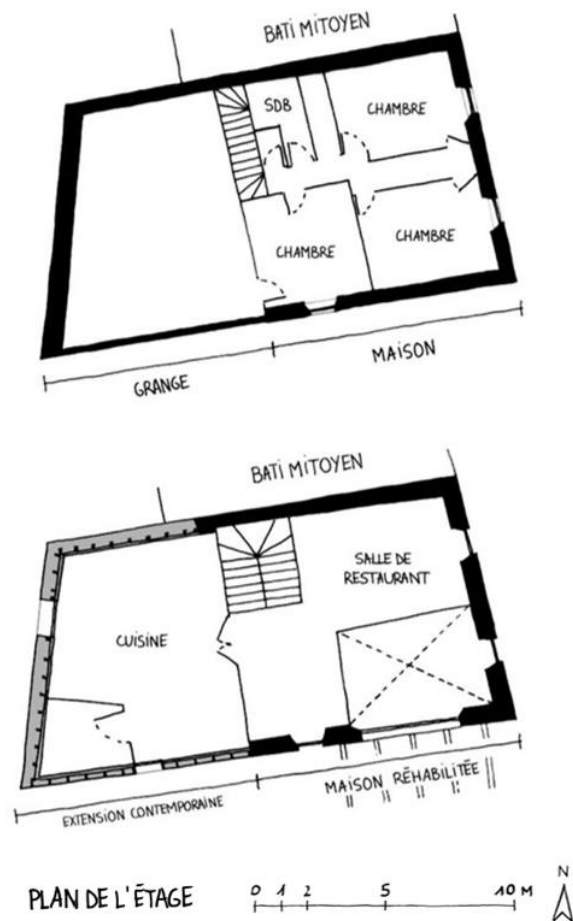 BATI MITOYEN
SDB
CHAMBRE
CHAMBRE
CHAMBRE
GRANGE
MAISON
BATI MITOYEN
SALLE DE
RESTAURANT
CUISINE
EXTENSION CONTEMPORAINE
MAISON RÉHABILITÉE
PLAN DE L'ÉTAGE
0 1 2 5 10 M
N